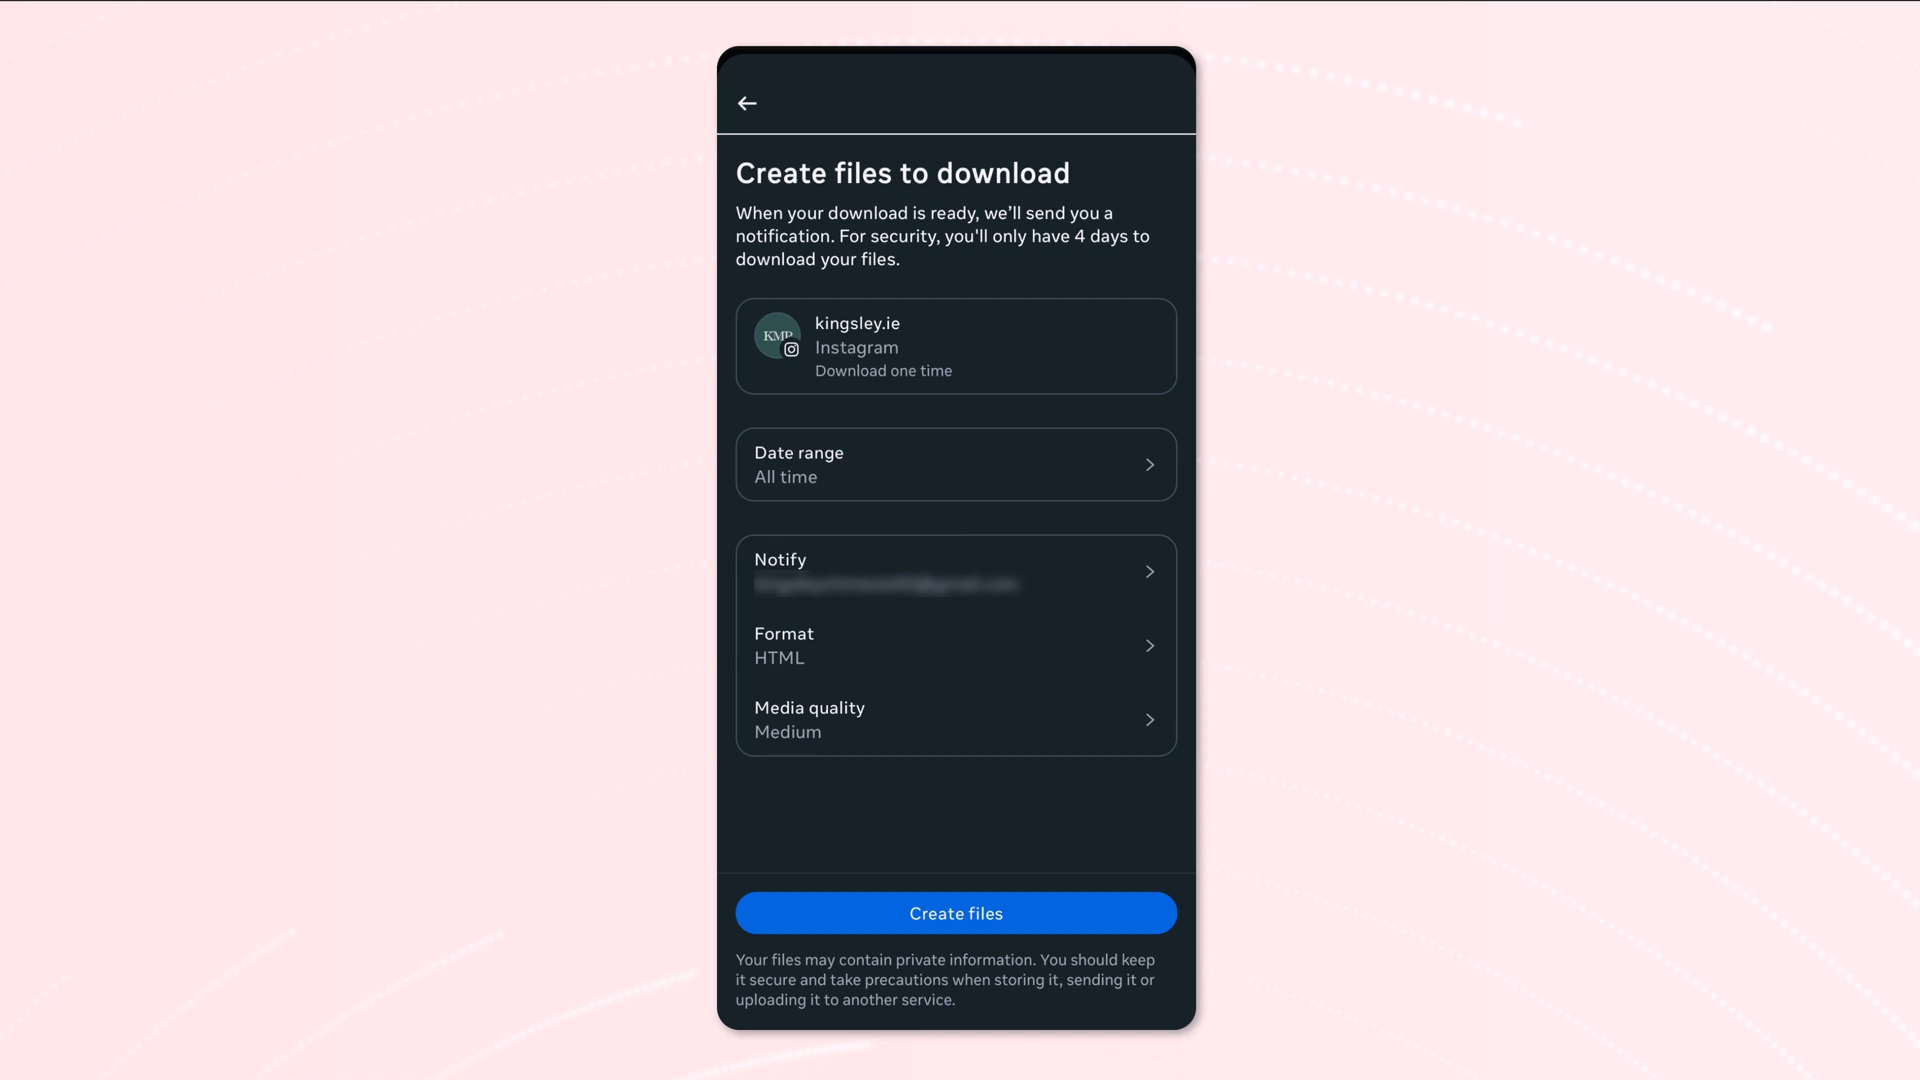 Create files to download
When your download is ready, we’ll send you a
notification. For security, you'll only have 4 days to
download your files.
KMP
kingsley.ie
Instagram
Download one time
Date range
All time
Notify
Format
HTML
Media quality
Medium
Create files
Your files may contain private information. You should keep
it secure and take precautions when storing it, sending it or
uploading it to another service.